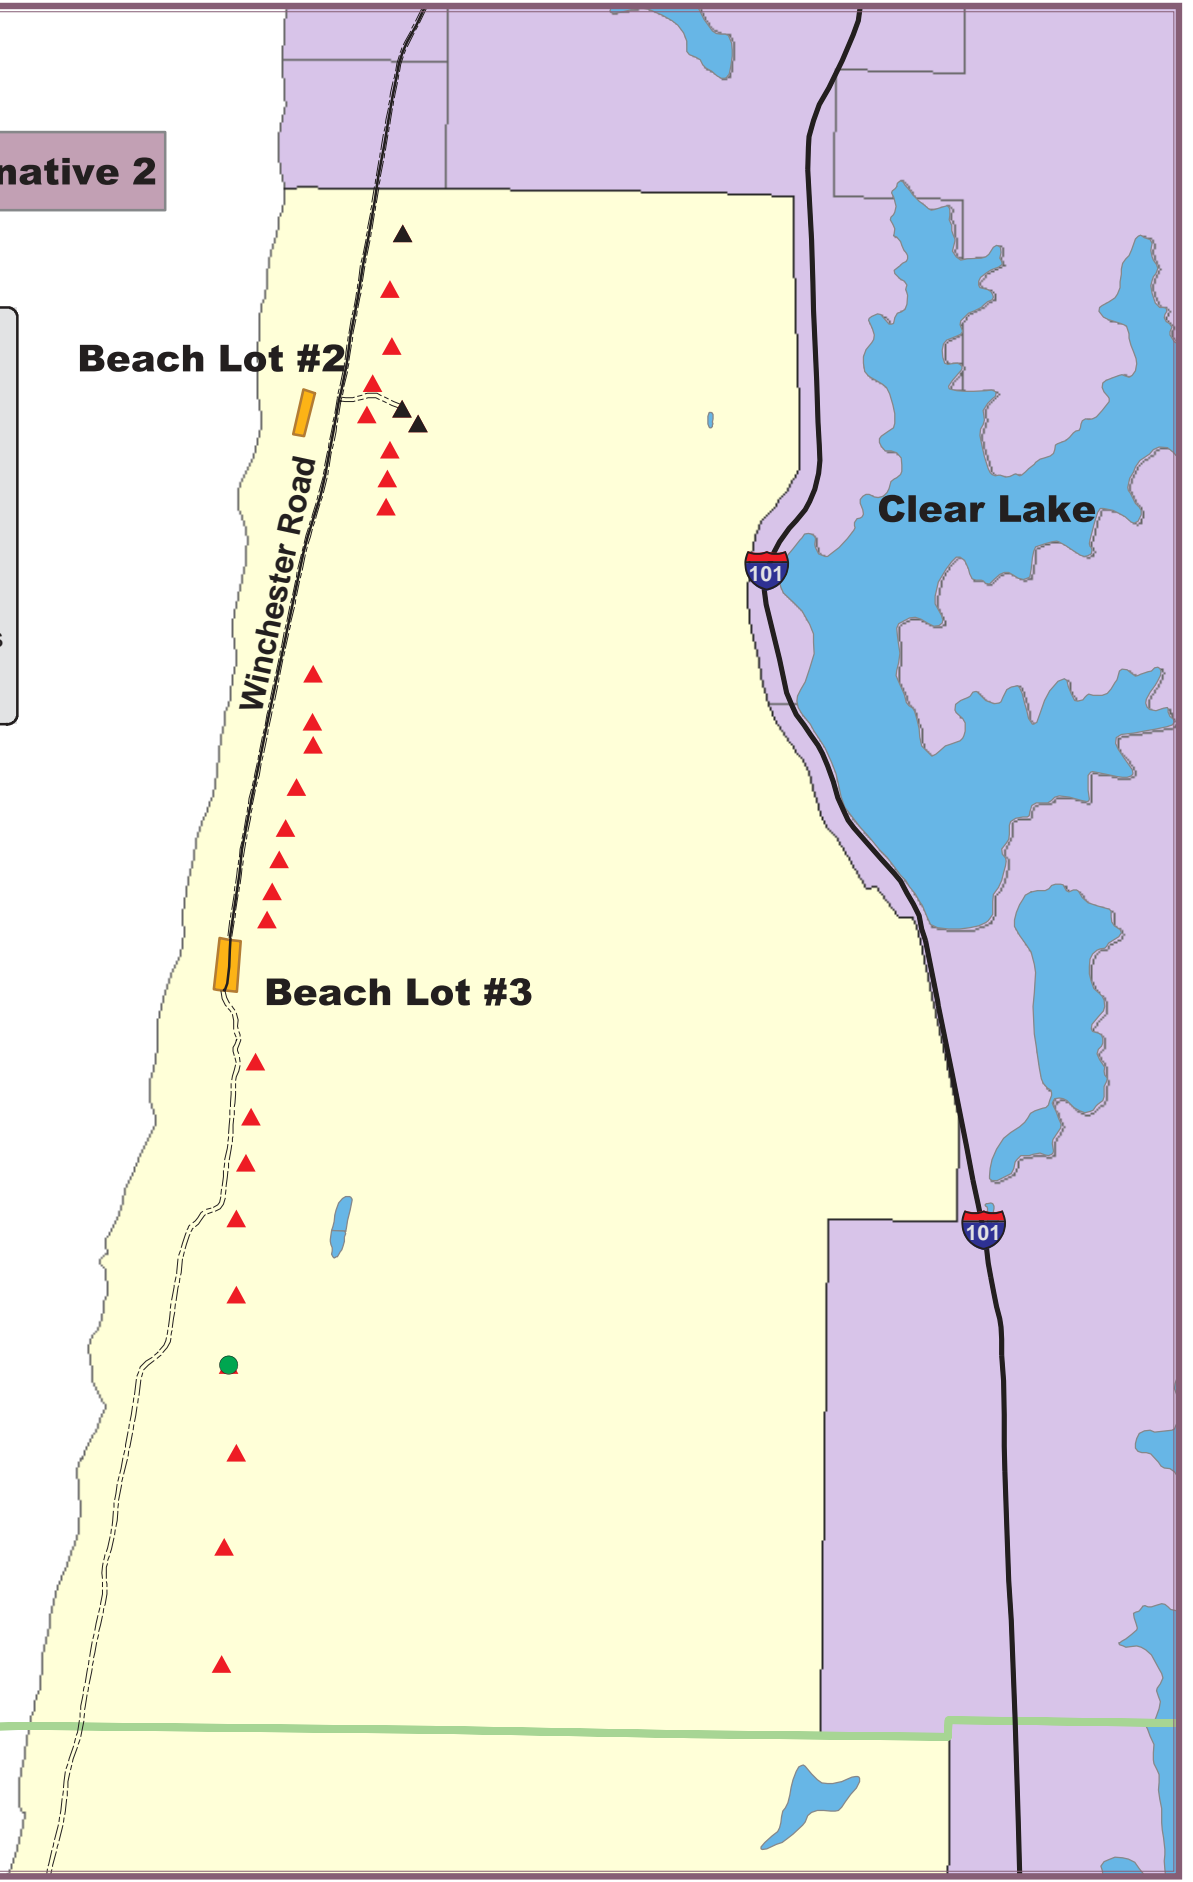 native 2
Beach Lot #2
Winchester Road
Clear Lake
101
s
Beach Lot #3
101